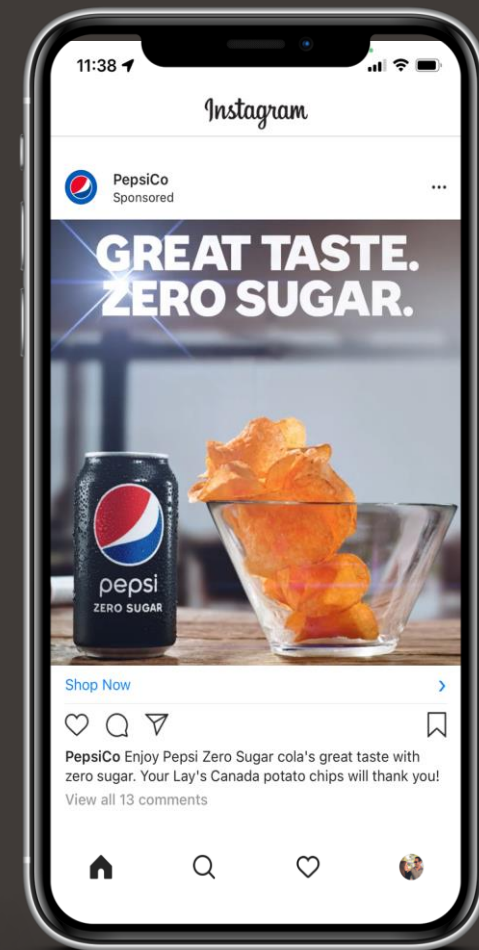 11:38
Instagram
PepsiCo
Sponsored
GREAT TASTE.
ZERO SUGAR.
pepsi
ZERO SUGAR
Shop Now
PepsiCo Enjoy Pepsi Zero Sugar cola's great taste with
zero sugar. Your Lay's Canada potato chips will thank you!
View all 13 comments